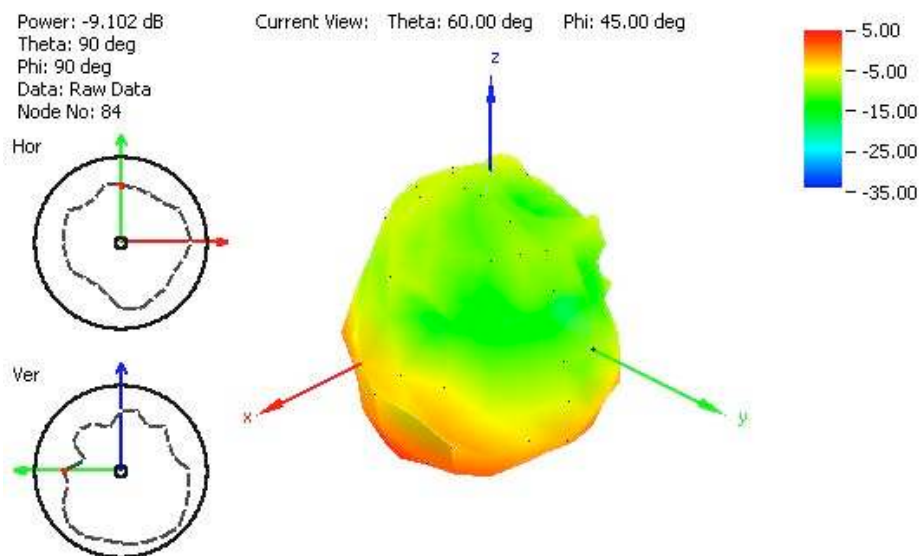 Power: -9.102 dB
Theta: 90 deg
Phi: 90 deg
Data: Raw Data
Node No: 84
Current View: Theta: 60.00 deg Phi: 45.00 deg
5.00
-5.00
-15.00
-25.00
-35.00
Hor
Ver
z
x
y